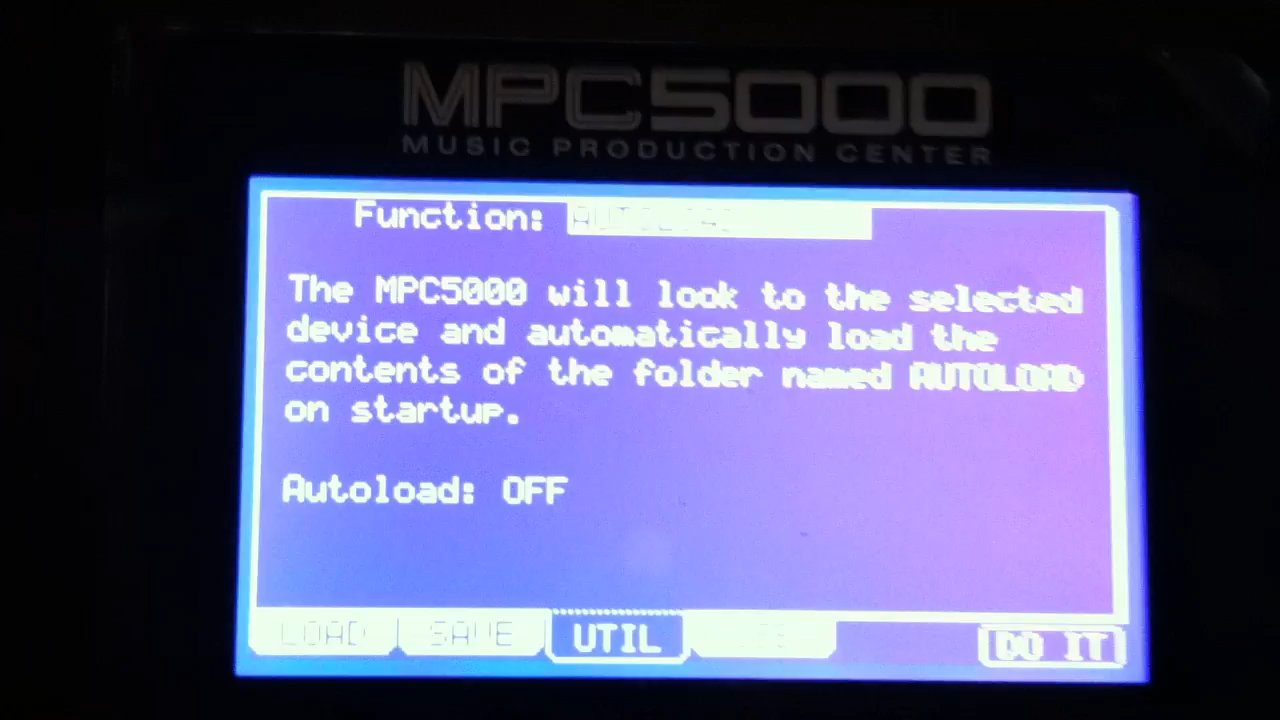 MPC5000
MUSIC PRODUCTION CENTER
Function: AUTOLOAD
The MPC5000 will look to the selected
device and automatically load the
contents of the folder named AUTOLOAD
on startup.
Autoload: OFF
LOAD SAVE UTIL DO IT